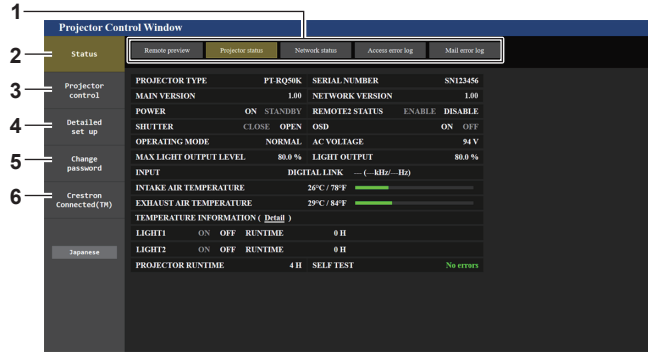 1
Projector Control Window
2 Status Remote preview Projector status Network status Access error log Mail error log
PROJECTOR TYPE PT-RQ50K SERIAL NUMBER SN123456
3 Projector control
MAIN VERSION 1.00 NETWORK VERSION 1.00
POWER ON STANDBY REMOTE2 STATUS ENABLE DISABLE
4 Detailed set up
SHUTTER CLOSE OPEN OSD ON OFF
OPERATING MODE NORMAL AC VOLTAGE 94 V
5 Change password
MAX LIGHT OUTPUT LEVEL 80.0 % LIGHT OUTPUT 80.0 %
INPUT DIGITAL LINK — (—kHz/—Hz)
6 Crestron Connected(TM)
INTAKE AIR TEMPERATURE 26°C / 78°F
EXHAUST AIR TEMPERATURE 29°C / 84°F
TEMPERATURE INFORMATION ( Detail )
LIGHT1 ON OFF RUNTIME 0 H
LIGHT2 ON OFF RUNTIME 0 H
Japanese
PROJECTOR RUNTIME 4 H SELF TEST No errors